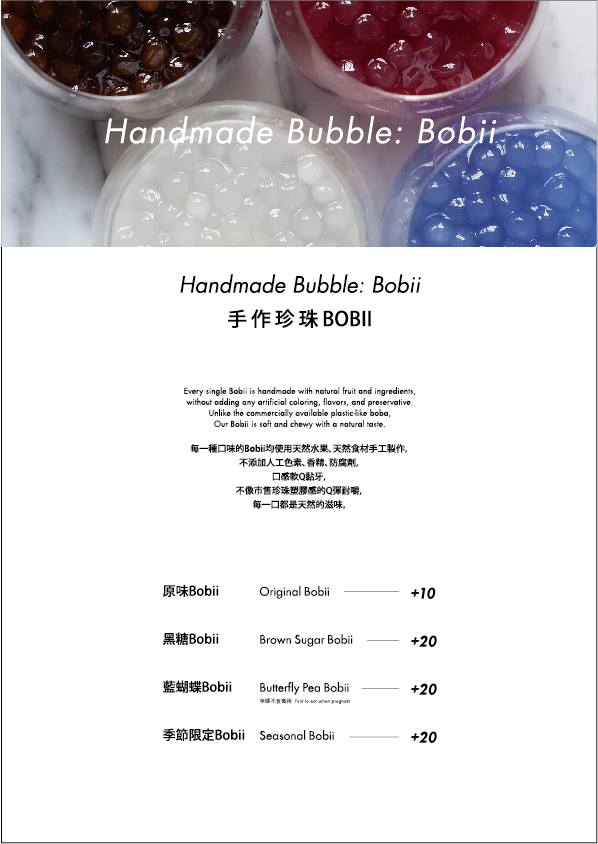 Handmade Bubble: Bobii
Handmade Bubble: Bobii
手作珍珠BOBII
Every single Bobii is handmade with natural fruit and ingredients,
without adding any artificial coloring, flavors, and preservative.
Unlike the commercially available plastic-like boba,
Our Bobii is soft and chewy with a natural taste.
每一種口味的Bobii均使用天然水果、天然食材手工製作,
不添加人工色素、香精、防腐劑,
口感軟Q黏牙,
不像市售珍珠塑膠感的Q彈耐嚼,
每一口都是天然的滋味。
原味Bobii Original Bobii +10
黑糖Bobii Brown Sugar Bobii +20
藍蝴蝶Bobii Butterfly Pea Bobii +20
孕婦不宜食用 Not to eat when pregnant
季節限定Bobii Seasonal Bobii +20